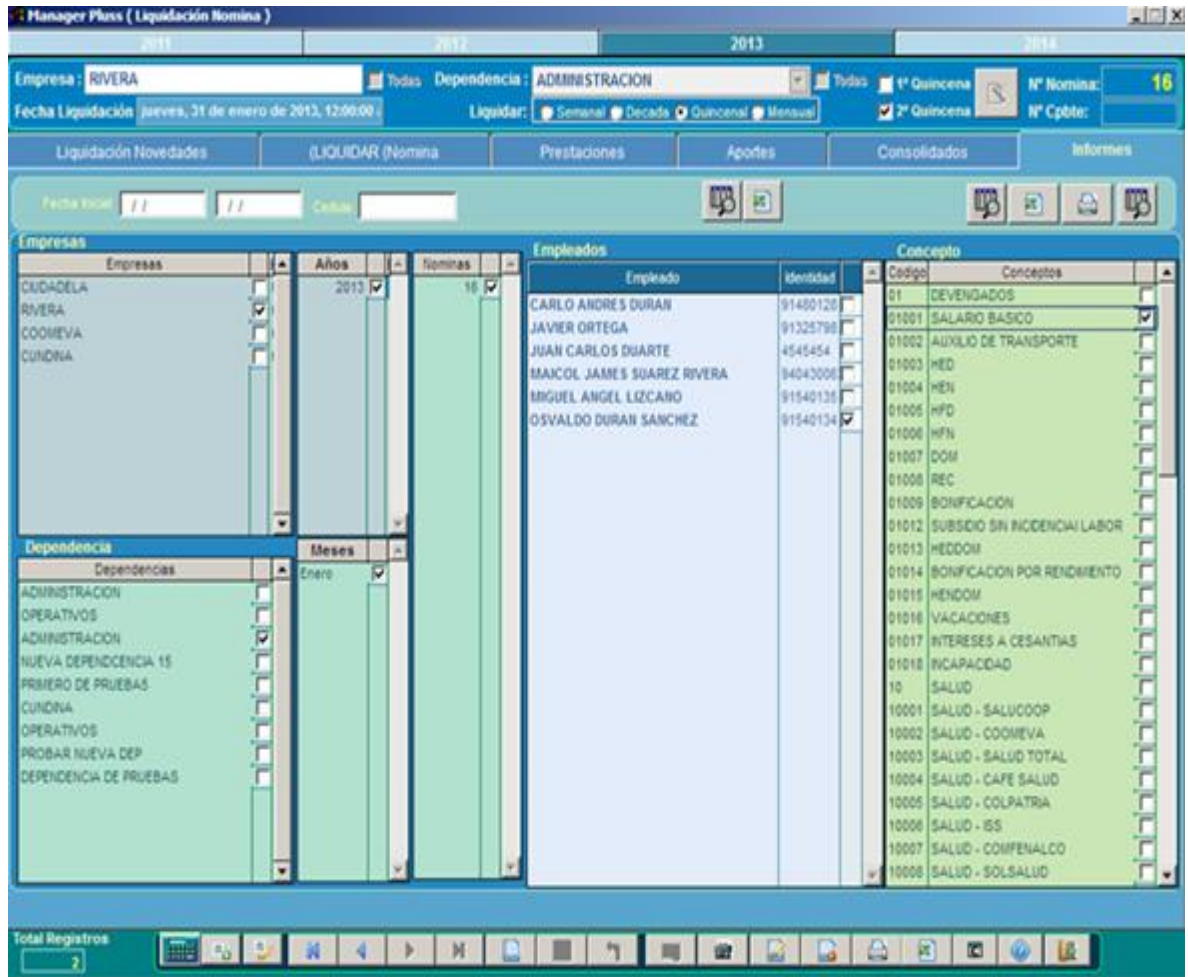 Manager Pluss ( Liquidación Nomina )
2011 2012 2013 2014
Empresa : RIVERA Todas Dependencia : ADMINISTRACION Todas 1ª Quincena Nº Nomina: 16
Fecha Liquidación jueves, 31 de enero de 2013, 12:00:00 Liquidar: Semanal Decada Quincenal Mensual 2ª Quincena Nº Cpbte:
Liquidación Novedades (LIQUIDAR (Nomina Prestaciones Aportes Consolidados Informes
Fecha Inicial / / / / Cedula
Empresas
Empresas
CIUDADELA
RIVERA
COOMEVA
CUNDINA
Años
2013
Nominas
16
Dependencia
Dependencias
ADMINISTRACION
OPERATIVOS
ADMINISTRACION
NUEVA DEPENDCENCIA 15
PRIMERO DE PRUEBAS
CUNDINA
OPERATIVOS
PROBAR NUEVA DEP
DEPENDENCIA DE PRUEBAS
Meses
Enero
Empleados
Empleado Identidad
CARLO ANDRES DURAN 91480128
JAVIER ORTEGA 91325798
JUAN CARLOS DUARTE 4545454
MAICOL JAMES SUAREZ RIVERA 94043006
MIGUEL ANGEL LIZCANO 91540135
OSVALDO DURAN SANCHEZ 91540134
Concepto
Codigo Conceptos
01 DEVENGADOS
01001 SALARIO BASICO
01002 AUXILIO DE TRANSPORTE
01003 HED
01004 HEN
01005 HFD
01006 HFN
01007 DOM
01008 REC
01009 BONIFICACION
01012 SUBSIDIO SIN INCIDENCIAI LABOR
01013 HEDDOM
01014 BONIFICACION POR RENDIMIENTO
01015 HENDOM
01016 VACACIONES
01017 INTERESES A CESANTIAS
01018 INCAPACIDAD
10 SALUD
10001 SALUD - SALUCOOP
10002 SALUD - COOMEVA
10003 SALUD - SALUD TOTAL
10004 SALUD - CAFE SALUD
10005 SALUD - COLPATRIA
10006 SALUD - ISS
10007 SALUD - COMFENALCO
10008 SALUD - SOLSALUD
Total Registros
2